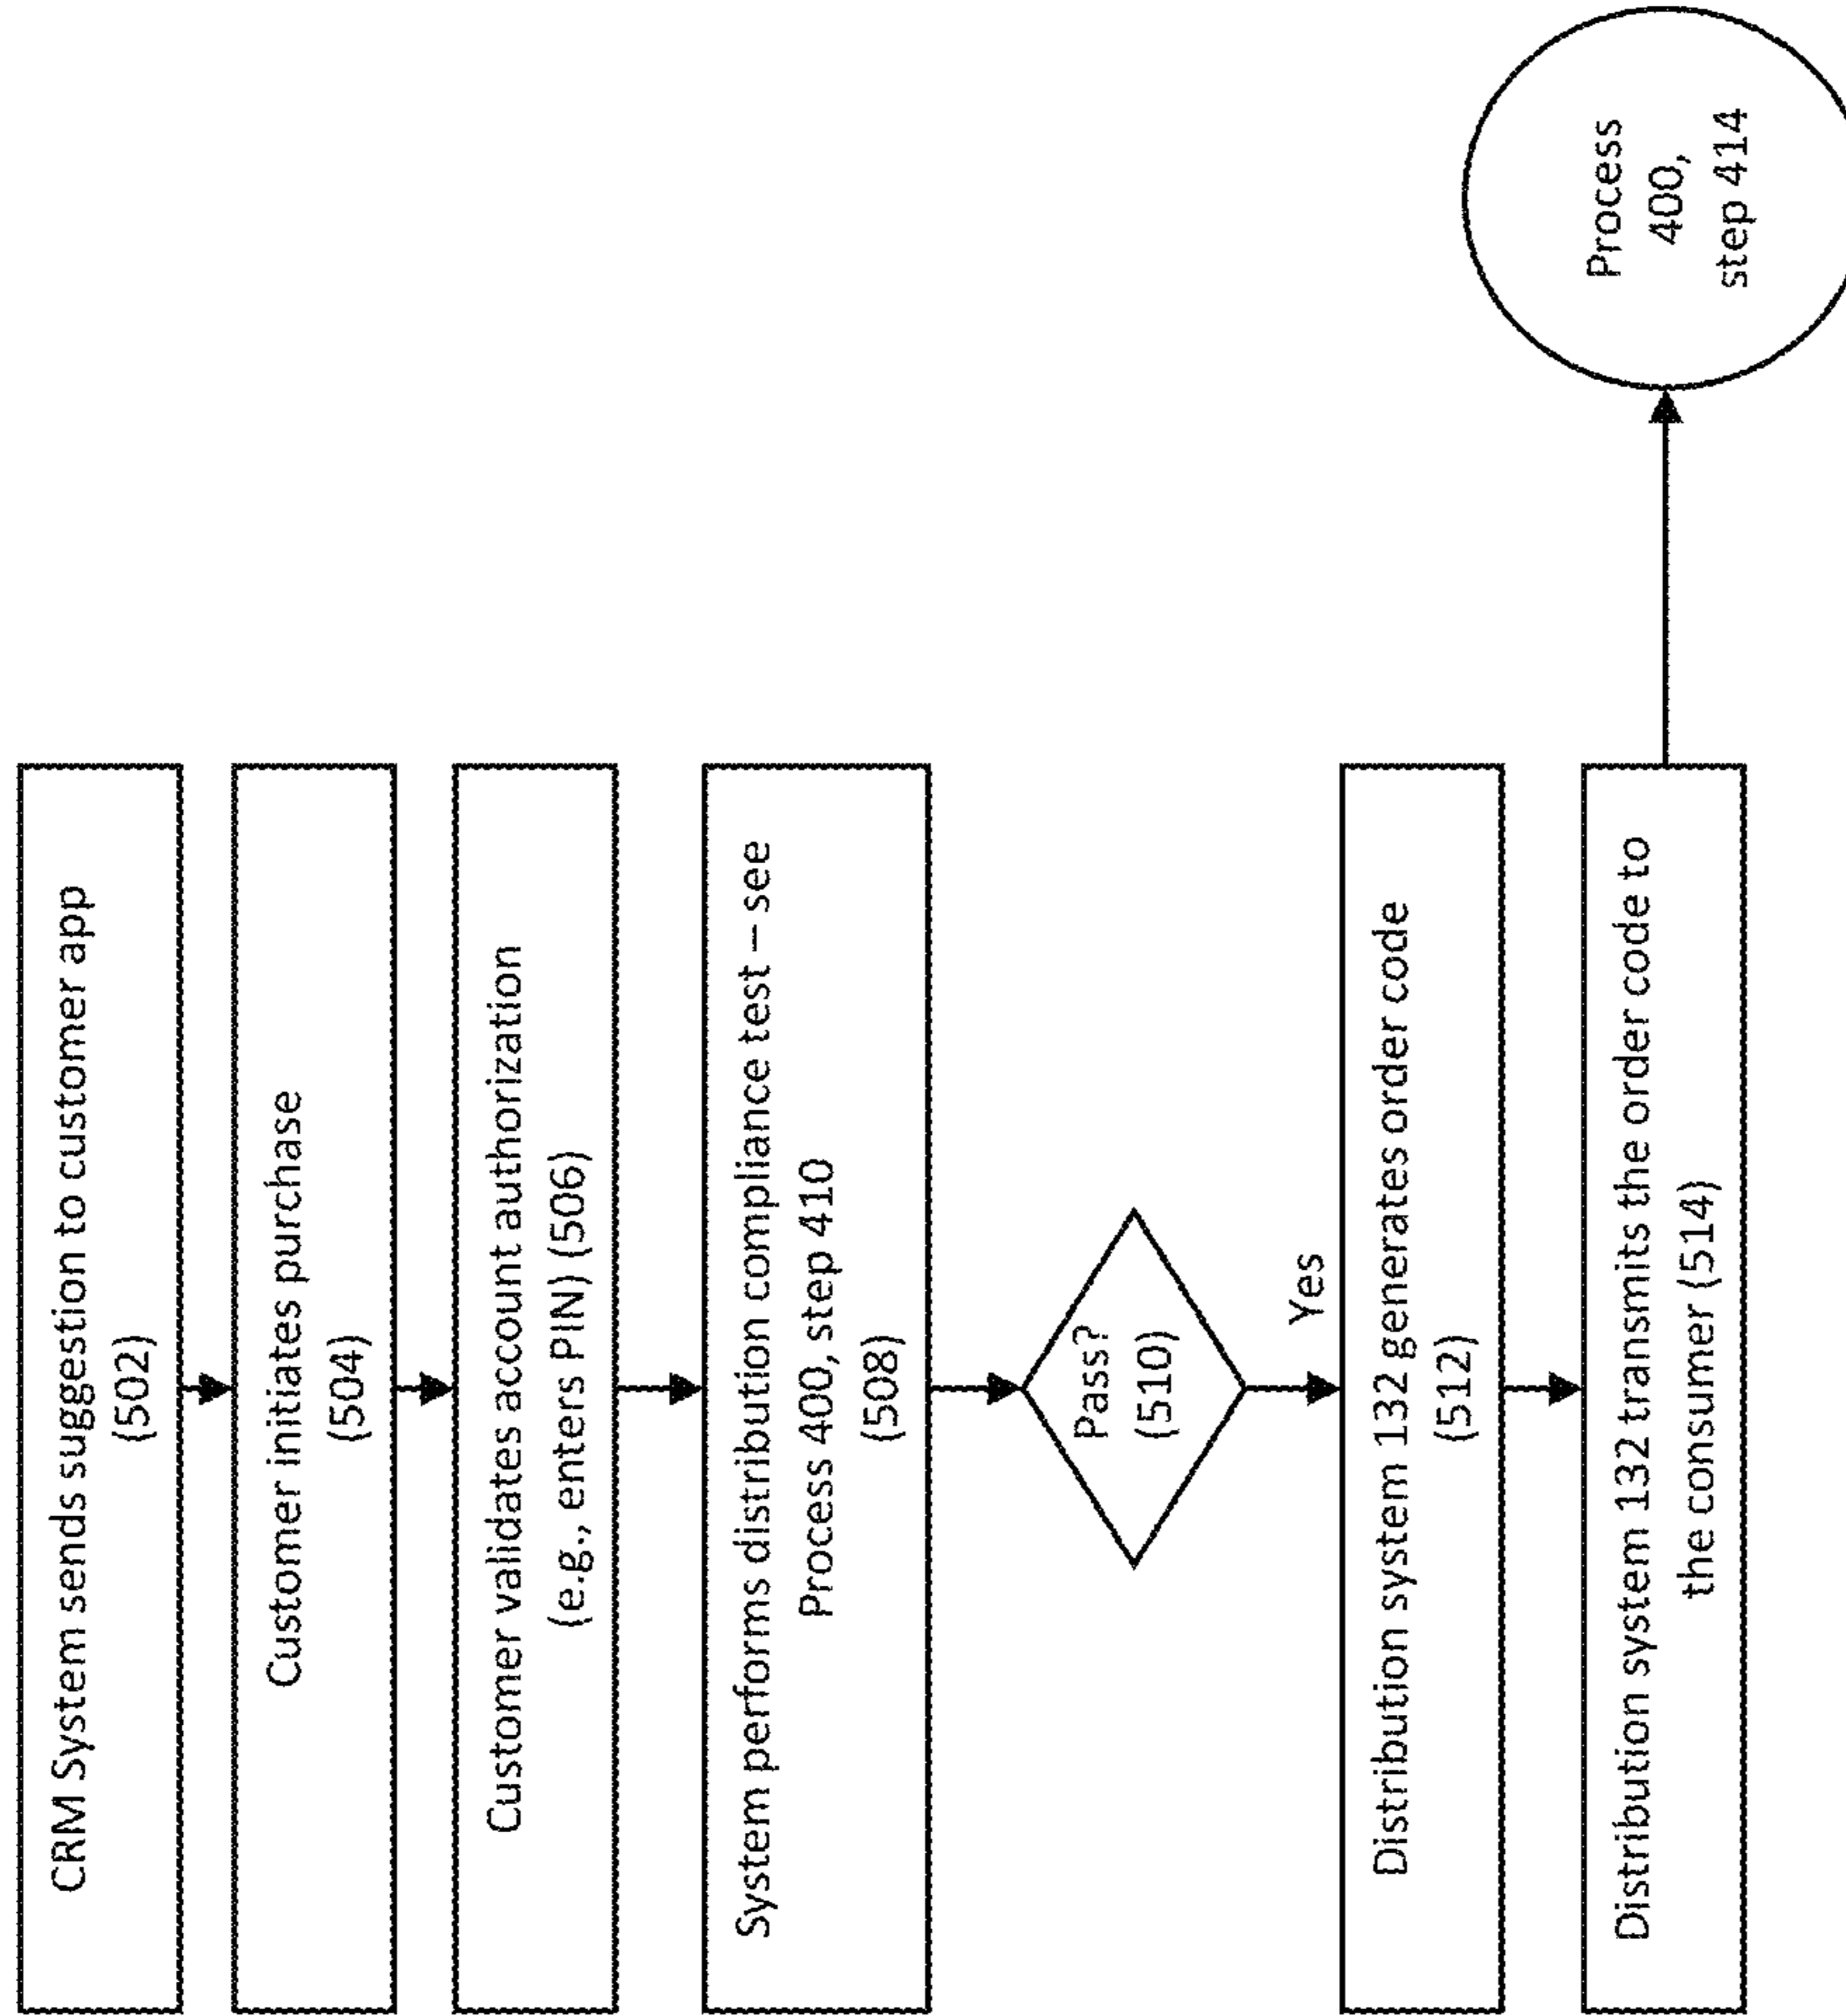 CRM System sends suggestion to customer app
(502)
Customer initiates purchase
(504)
Customer validates account authorization
(e.g., enters PIN) (506)
System performs distribution compliance test – see
Process 400, step 410
(508)
Pass?
(510)
Yes
Distribution system 132 generates order code
(512)
Distribution system 132 transmits the order code to
the consumer (514)
Process
400,
step 414